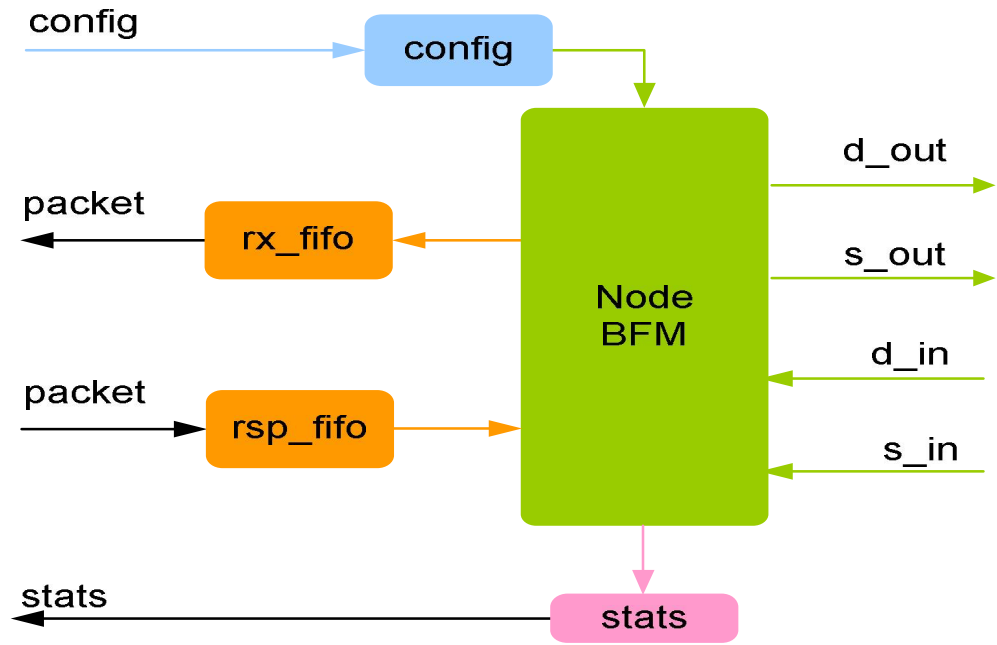 config
config
d_out
packet
rx_fifo
s_out
Node
BFM
d_in
packet
rsp_fifo
s_in
stats
stats